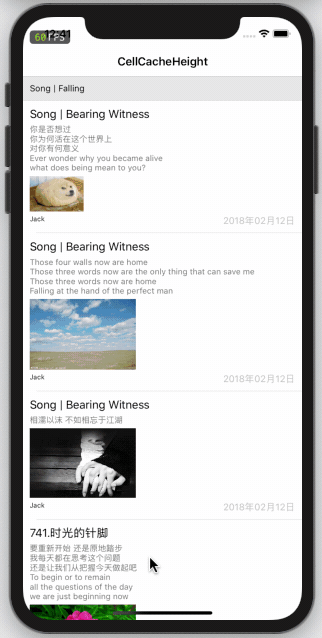 60FPS
CellCacheHeight
Song | Falling
Song | Bearing Witness
你是否想过
你为何活在这个世界上
对你有何意义
Ever wonder why you became alive
what does being mean to you?
Jack
2018年02月12日
Song | Bearing Witness
Those four walls now are home
Those three words now are the only thing that can save me
Those three words now are home
Falling at the hand of the perfect man
Jack
2018年02月12日
Song | Bearing Witness
相濡以沫 不如相忘于江湖
Jack
2018年02月12日
741.时光的针脚
要重新开始 还是原地踏步
我每天都在思考这个问题
还是让我们从把握今天做起吧
To begin or to remain
all the questions of the day
we are just beginning now